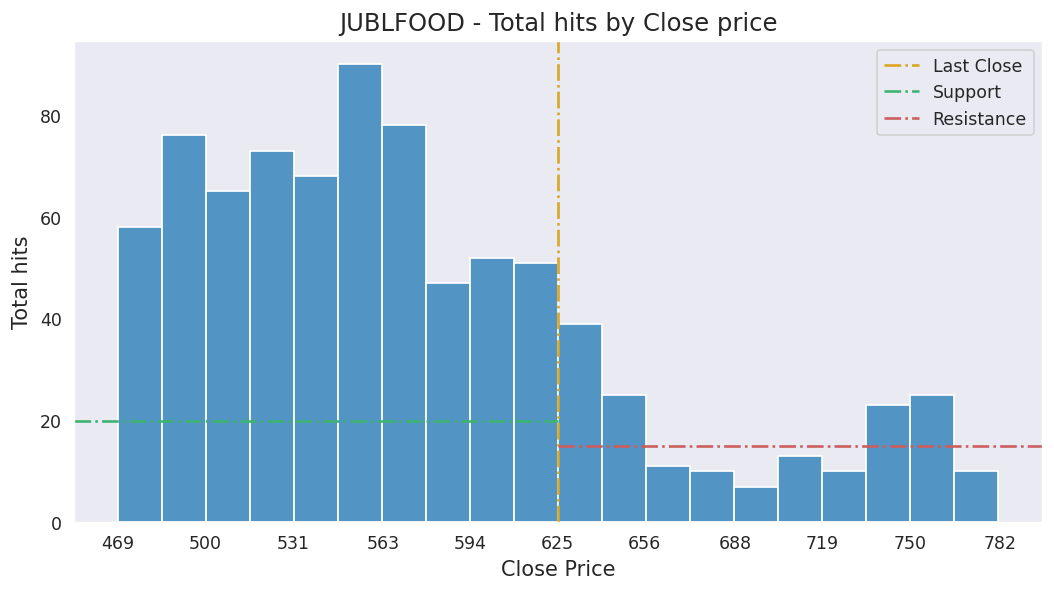 JUBLFOOD - Total hits by Close price
Last Close
Support
Resistance
Total hits
80
60
40
20
0
469 500 531 563 594 625 656 688 719 750 782
Close Price